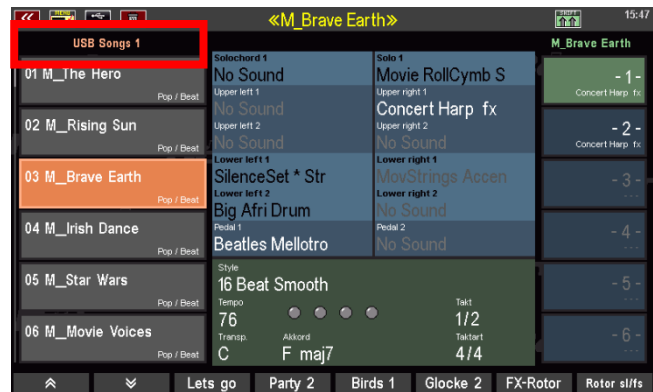 MENU
«M_Brave Earth»
SHIFT
15:47
USB Songs 1
M_Brave Earth
01 M_The Hero
Pop / Beat
02 M_Rising Sun
Pop / Beat
03 M_Brave Earth
Pop / Beat
04 M_Irish Dance
Pop / Beat
05 M_Star Wars
Pop / Beat
06 M_Movie Voices
Pop / Beat
Solochord 1
No Sound
Solo 1
Movie RollCymb S
Upper left 1
No Sound
Upper right 1
Concert Harp fx
Upper left 2
No Sound
Upper right 2
No Sound
Lower left 1
SilenceSet * Str
Lower right 1
MovStrings Accen
Lower left 2
Big Afri Drum
Lower right 2
No Sound
Pedal 1
Beatles Mellotro
Pedal 2
No Sound
Style
16 Beat Smooth
Tempo
76
Takt
1/2
Transp.
C
Akkord
F maj7
Taktart
4/4
- 1 -
Concert Harp fx
- 2 -
Concert Harp fx
- 3 -
- - -
- 4 -
- - -
- 5 -
- - -
- 6 -
- - -
Lets go
Party 2
Birds 1
Glocke 2
FX-Rotor
Rotor sl/fs